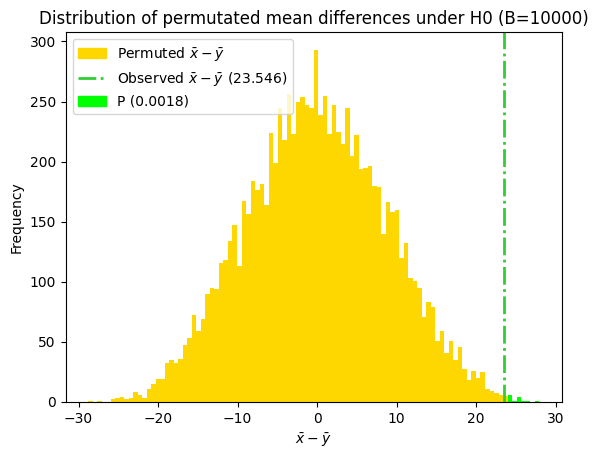 Distribution of permutated mean differences under H0 (B=10000)
Permuted x̄ − ȳ
Observed x̄ − ȳ (23.546)
P (0.0018)
Frequency
300
250
200
150
100
50
0
−30 −20 −10 0 10 20 30
x̄ − ȳ